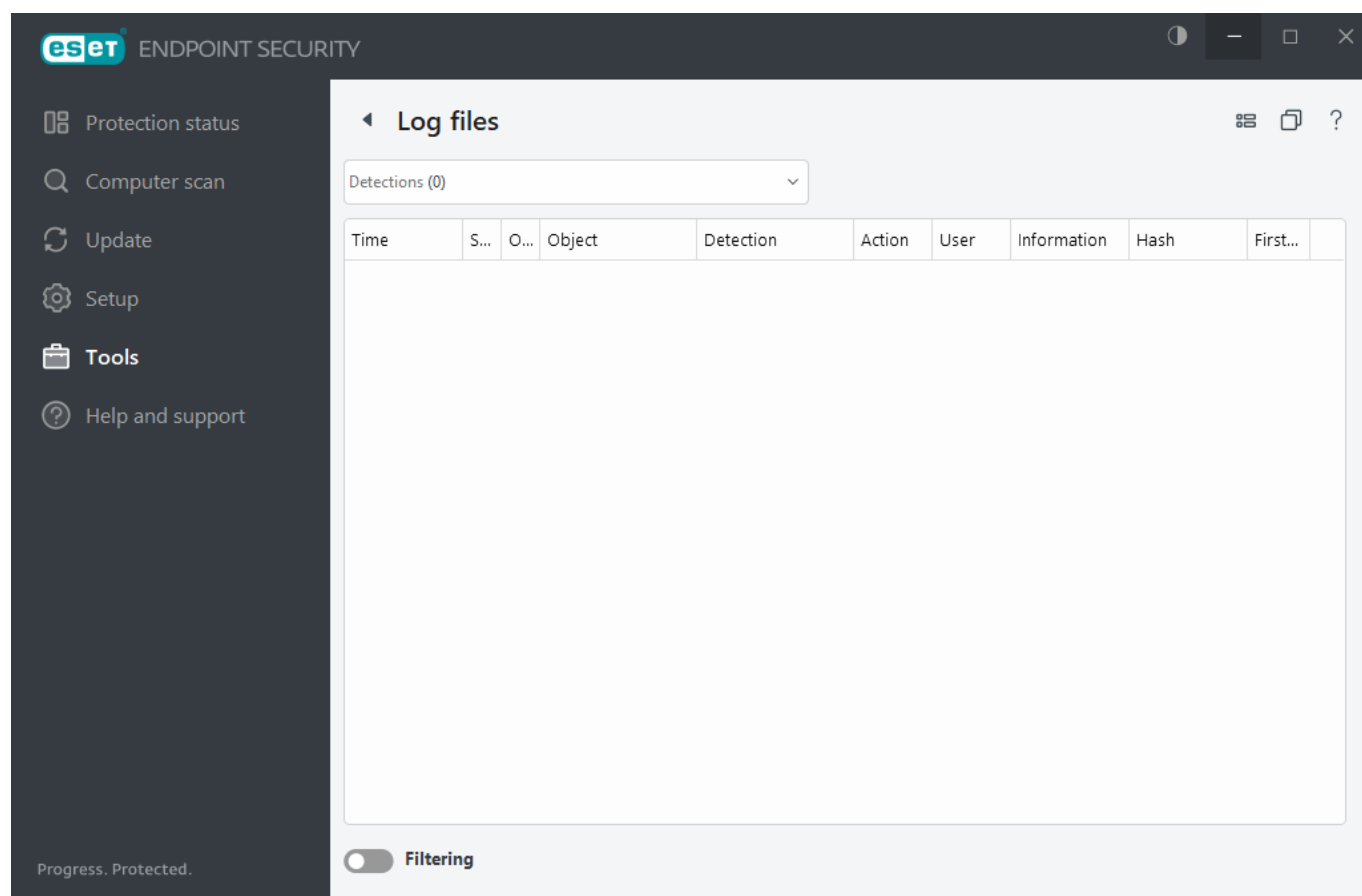 eset ENDPOINT SECURITY
Protection status
Computer scan
Update
Setup
Tools
Help and support
Progress. Protected.
Log files
?
Detections (0)
Time S... O... Object Detection Action User Information Hash First...
Filtering